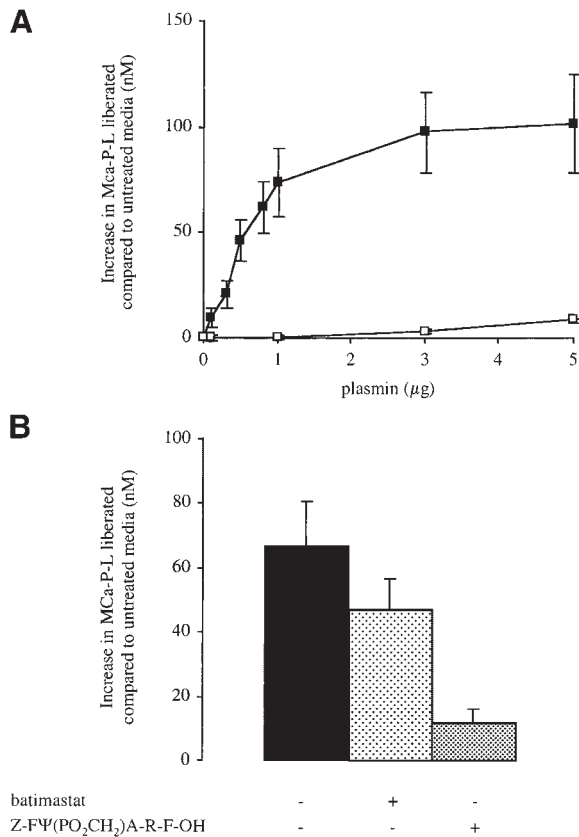 A
Increase in Mca-P-L liberated
compared to untreated media (nM)
150
100
50
0
0
1
2
3
4
5
plasmin (µg)
B
Increase in MCa-P-L liberated
compared to untreated media (nM)
100
80
60
40
20
0
batimastat - + -
Z-FΨ(PO₂CH₂)A-R-F-OH - - +